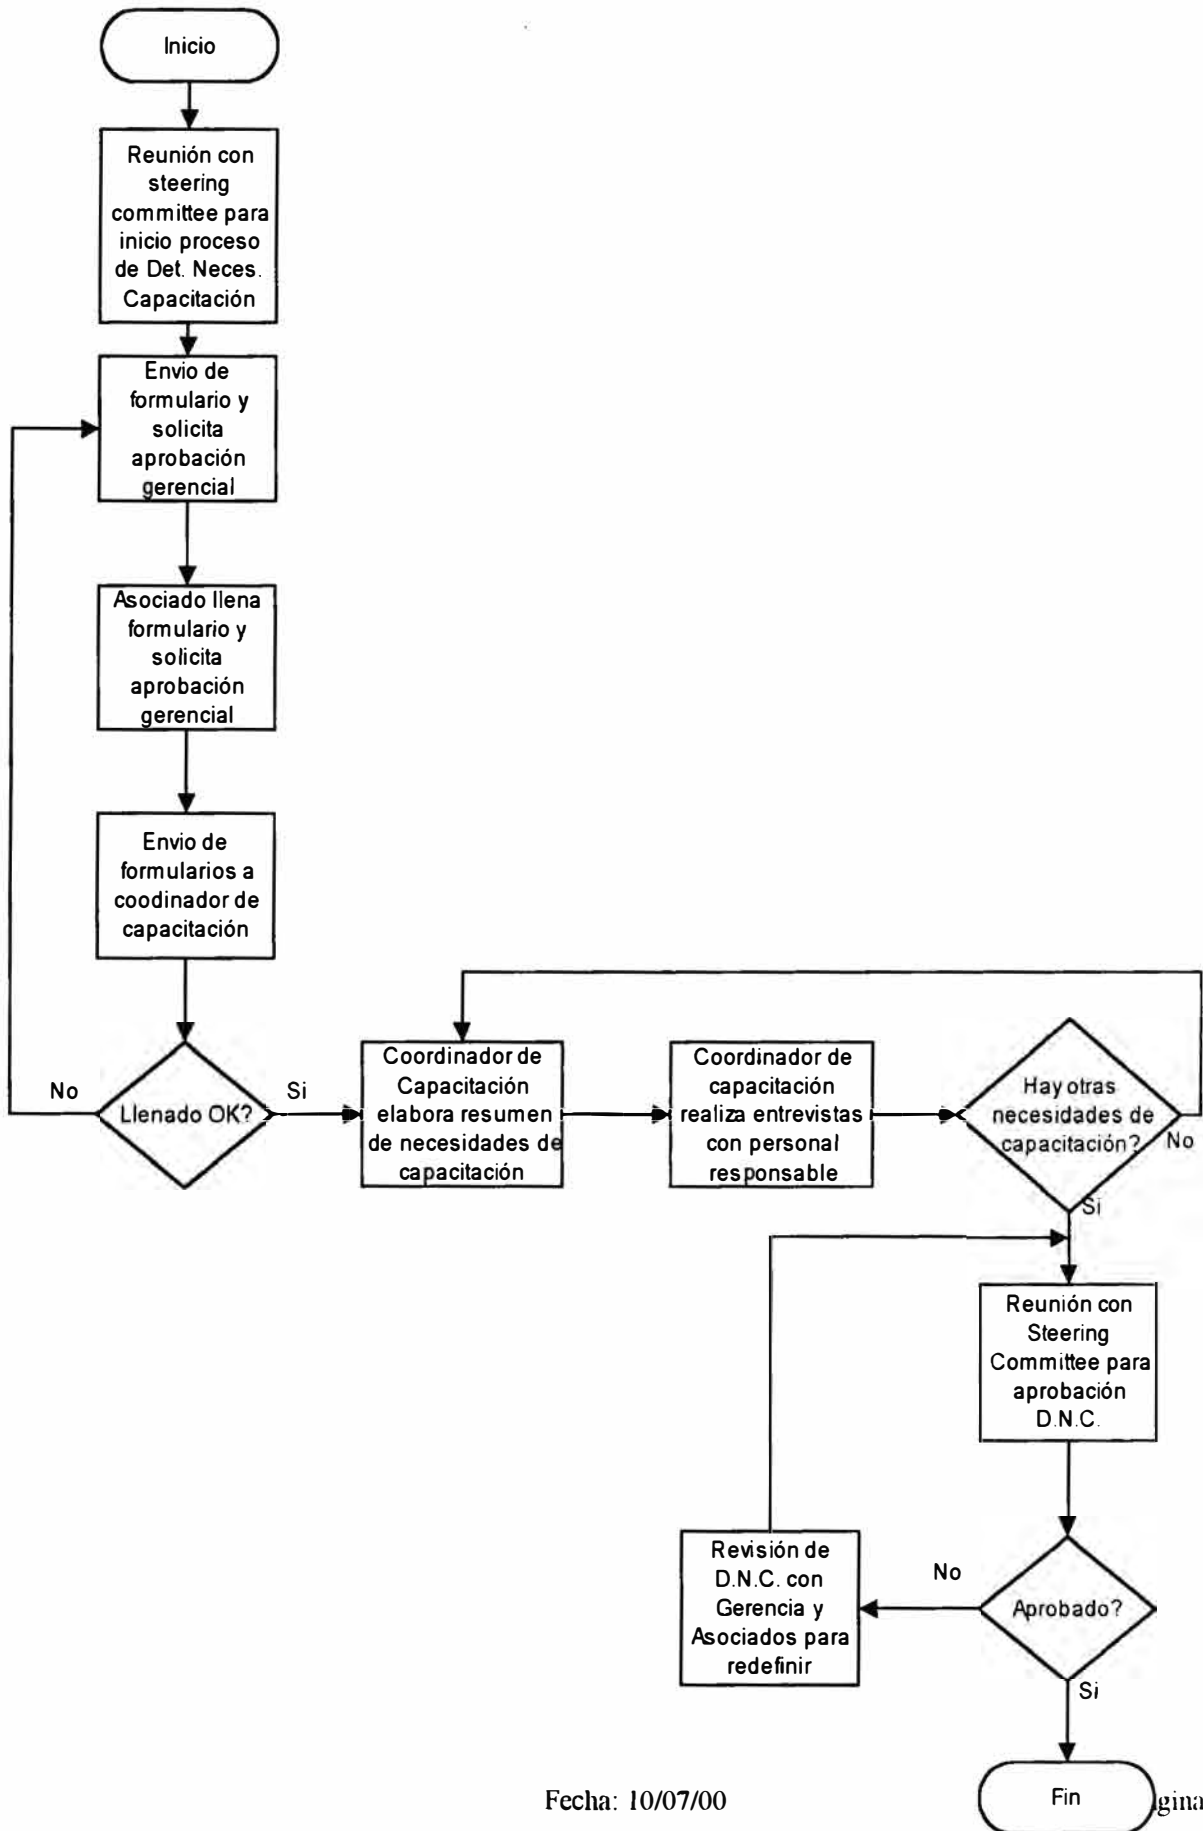 Inicio
Reunión con
steering
committee para
inicio proceso
de Det. Neces.
Capacitación
Envio de
formulario y
solicita
aprobación
gerencial
Asociado llena
formulario y
solicita
aprobación
gerencial
Envio de
formularios a
coodinador de
capacitación
No
Llenado OK?
Si
Coordinador de
Capacitación
elabora resumen
de necesidades de
capacitación
Coordinador de
capacitación
realiza entrevistas
con personal
responsable
Hay otras
necesidades de
capacitación?
No
Si
Reunión con
Steering
Committee para
aprobación
D.N.C.
Revisión de
D.N.C. con
Gerencia y
Asociados para
redefinir
No
Aprobado?
Si
Fecha: 10/07/00
Fin